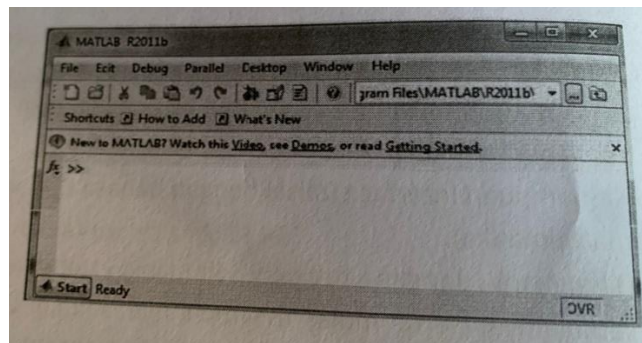 MATLAB R2011b
File Edit Debug Parallel Desktop Window Help
gram Files\MATLAB\R2011b\
Shortcuts How to Add What's New
New to MATLAB? Watch this Video, see Demos, or read Getting Started.
fx >>
Start Ready
OVR